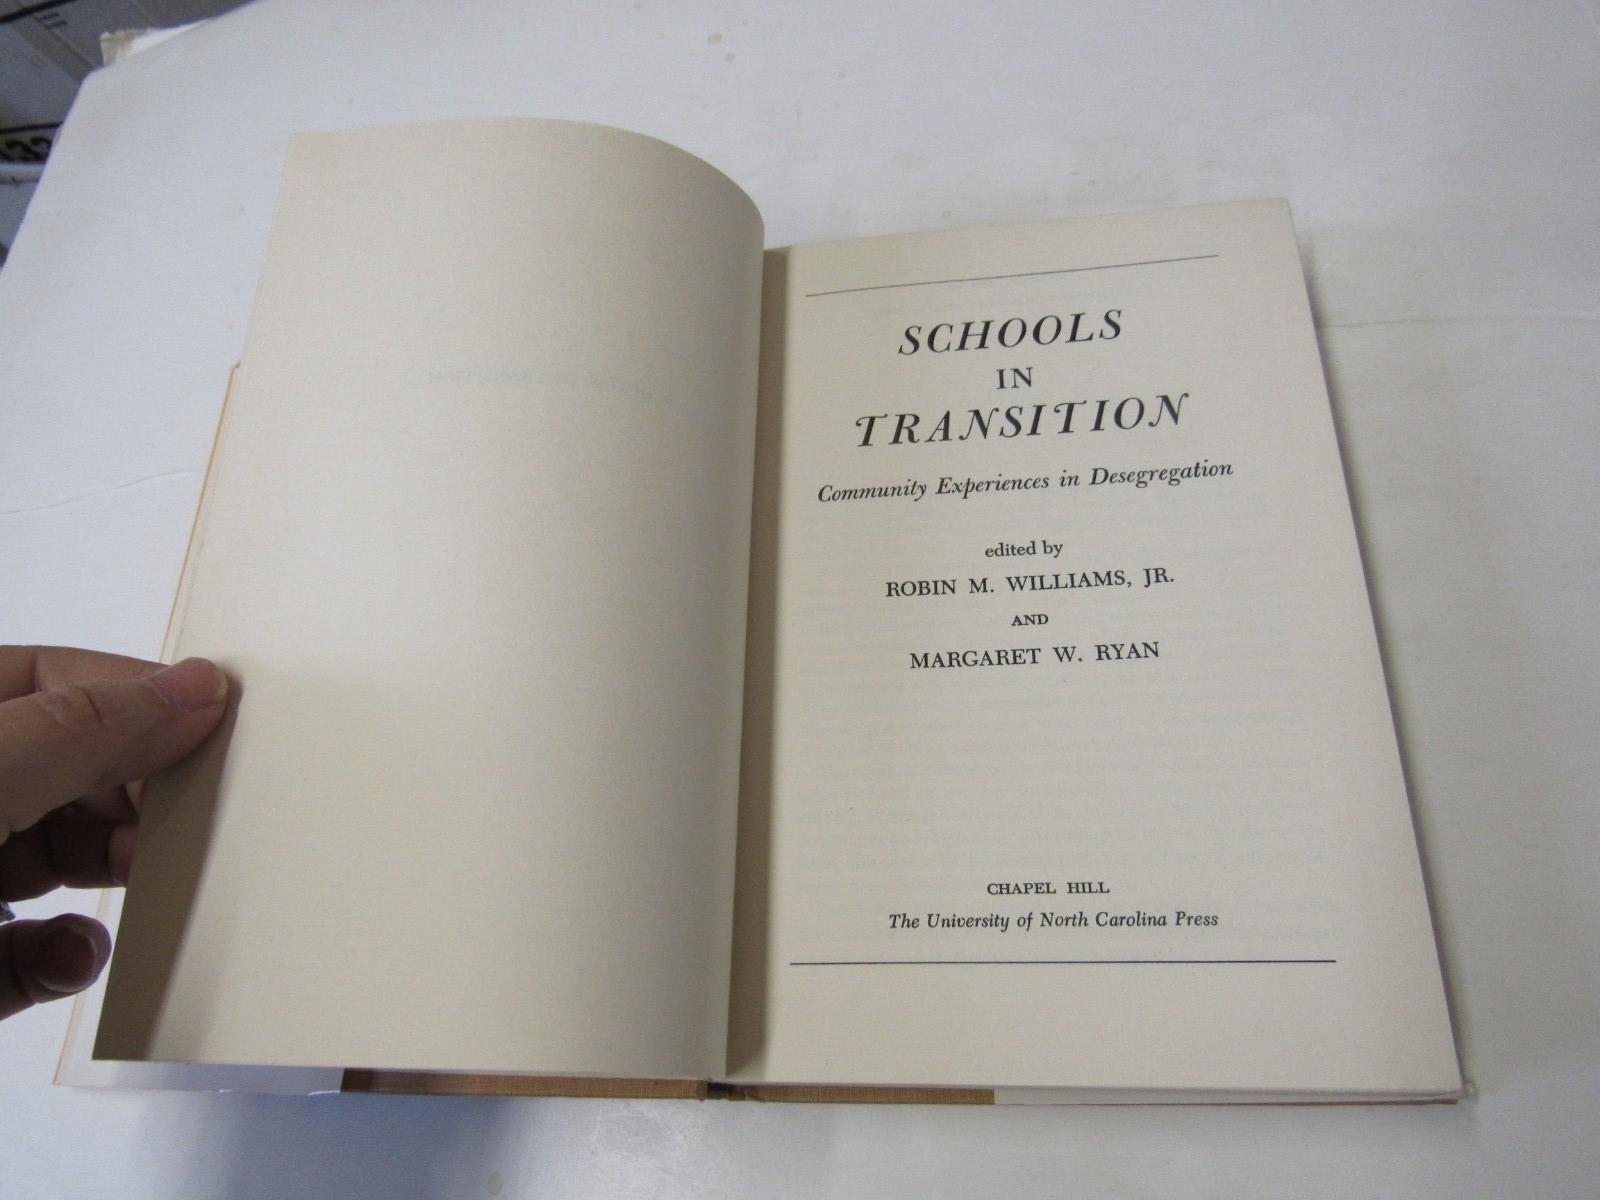 SCHOOLS
IN
TRANSITION
Community Experiences in Desegregation
edited by
ROBIN M. WILLIAMS, JR.
AND
MARGARET W. RYAN
CHAPEL HILL
The University of North Carolina Press